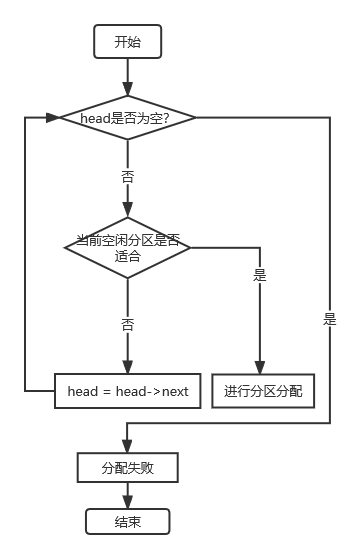 开始
head是否为空?
否
当前空闲分区是否
适合
是
否
是
head = head->next
进行分区分配
分配失败
结束